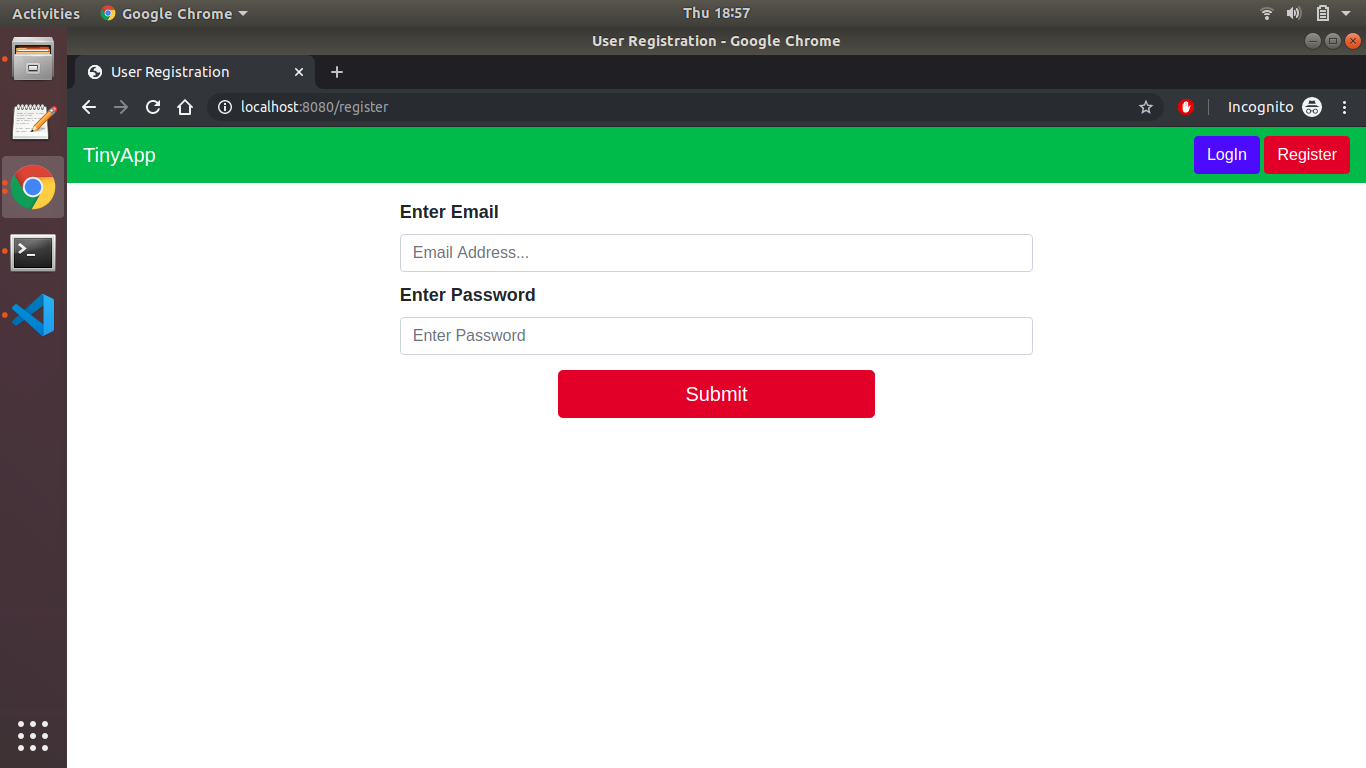 Activities
Google Chrome
Thu 18:57
User Registration - Google Chrome
User Registration
localhost:8080/register
Incognito
TinyApp
LogIn
Register
Enter Email
Email Address...
Enter Password
Enter Password
Submit